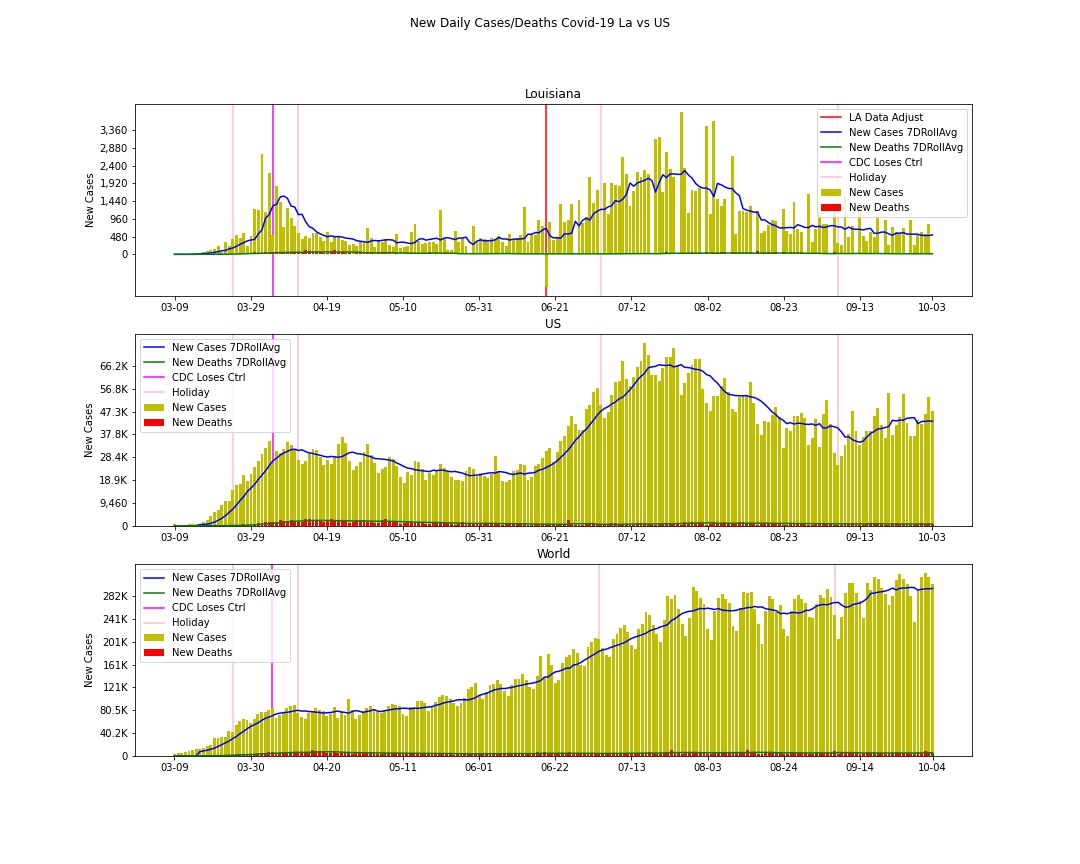 New Daily Cases/Deaths Covid-19 La vs US
Louisiana
New Cases
3,360
2,880
2,400
1,920
1,440
960
480
0
LA Data Adjust
New Cases 7DRollAvg
New Deaths 7DRollAvg
CDC Loses Ctrl
Holiday
New Cases
New Deaths
03-09 03-29 04-19 05-10 05-31 06-21 07-12 08-02 08-23 09-13 10-03
US
New Cases
66.2K
56.8K
47.3K
37.8K
28.4K
18.9K
9,460
0
New Cases 7DRollAvg
New Deaths 7DRollAvg
CDC Loses Ctrl
Holiday
New Cases
New Deaths
03-09 03-29 04-19 05-10 05-31 06-21 07-12 08-02 08-23 09-13 10-03
World
New Cases
282K
241K
201K
161K
121K
80.5K
40.2K
0
New Cases 7DRollAvg
New Deaths 7DRollAvg
CDC Loses Ctrl
Holiday
New Cases
New Deaths
03-09 03-30 04-20 05-11 06-01 06-22 07-13 08-03 08-24 09-14 10-04